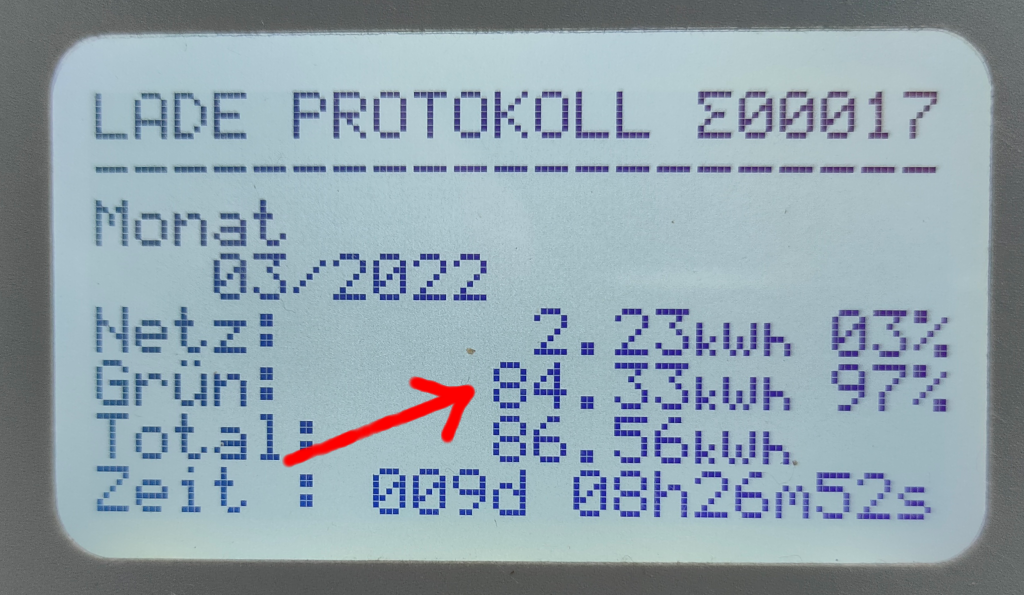 LADE PROTOKOLL Σ00017
---------------------
Monat
03/2022
Netz: 2.23kWh 03%
Grün: 84.33kWh 97%
Total: 86.56kWh
Zeit : 009d 08h26m52s